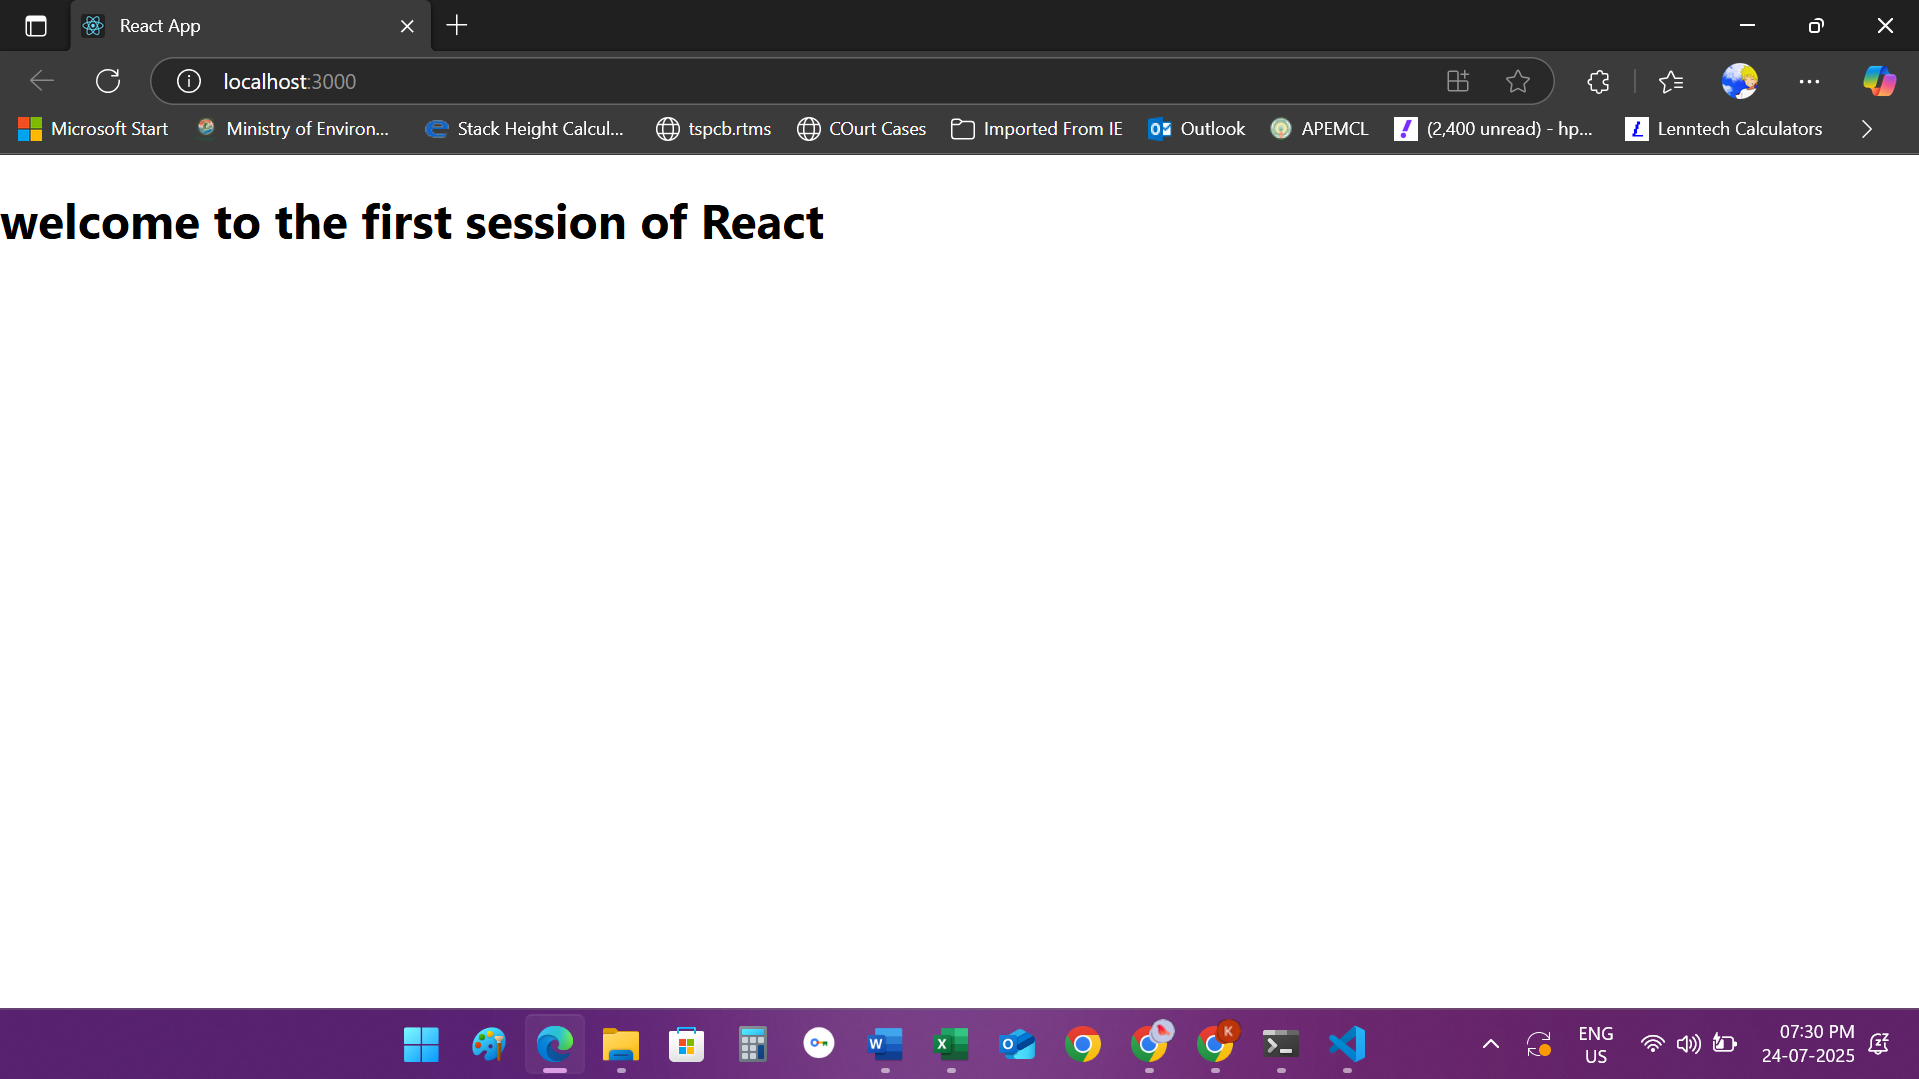 React App
localhost:3000
Microsoft Start
Ministry of Environ...
Stack Height Calcul...
tspcb.rtms
COurt Cases
Imported From IE
Outlook
APEMCL
(2,400 unread) - hp...
Lenntech Calculators
welcome to the first session of React
ENG
US
07:30 PM
24-07-2025